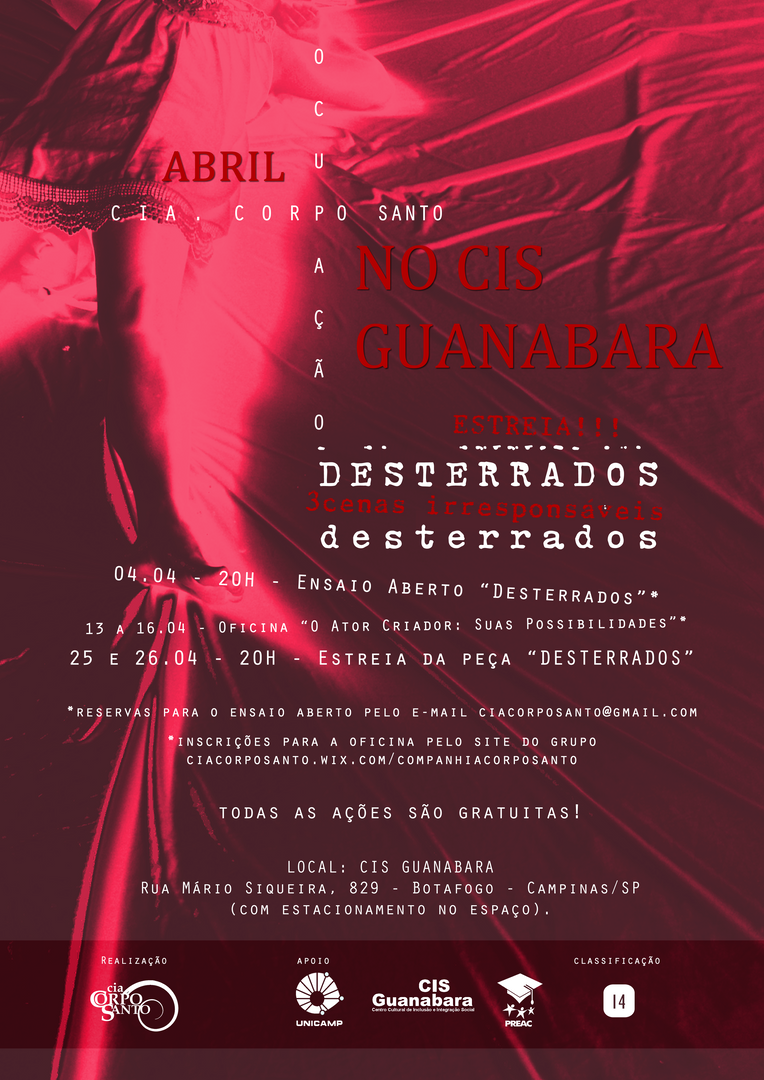 OCUPAÇÃO
ABRIL
CIA. CORPO SANTO
NO CIS
GUANABARA
ESTREIA!!!
DESTERRADOS
3cenas irresponsáveis
desterrados
04.04 - 20H - Ensaio Aberto “Desterrados”*
13 a 16.04 - Oficina “O Ator Criador: Suas Possibilidades”*
25 e 26.04 - 20H - Estreia da peça “DESTERRADOS”
*reservas para o ensaio aberto pelo e-mail ciacorposanto@gmail.com
*inscrições para a oficina pelo site do grupo
ciacorposanto.wix.com/companhiacorposanto
todas as ações são gratuitas!
LOCAL: CIS GUANABARA
Rua Mário Siqueira, 829 - Botafogo - Campinas/SP
(com estacionamento no espaço).
Realização
apoio
classificação
cia
CORPO
SANTO
UNICAMP
CIS
Guanabara
Centro Cultural de Inclusão e Integração Social
PREAC
14